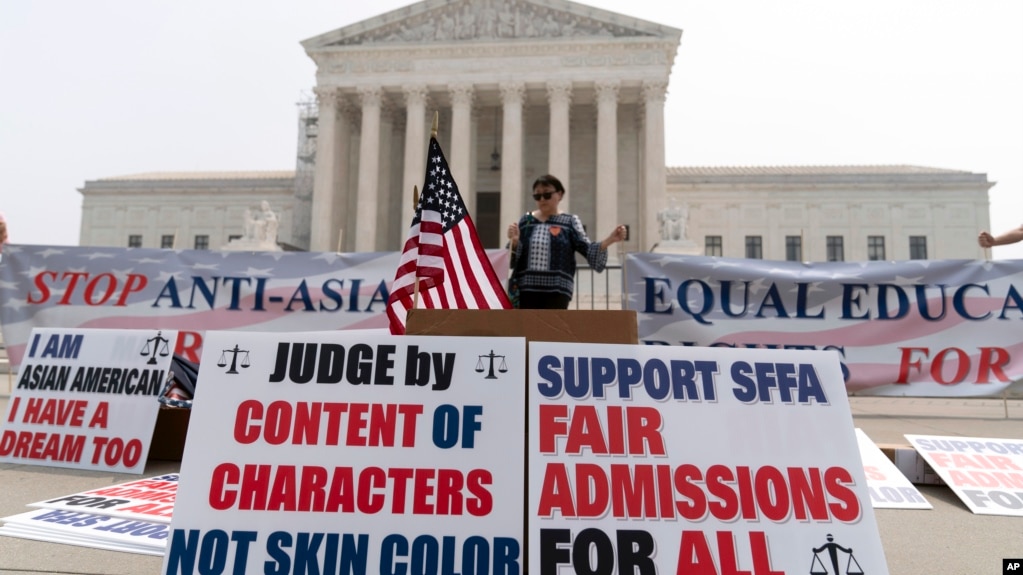 STOP ANTI-ASIA
EQUAL EDUCA
FOR
I AM
ASIAN AMERICAN
I HAVE A
DREAM TOO
JUDGE by
CONTENT OF
CHARACTERS
NOT SKIN COLOR
SUPPORT SFFA
FAIR
ADMISSIONS
FOR ALL
SUPPORT
FAIR
FOR
AP